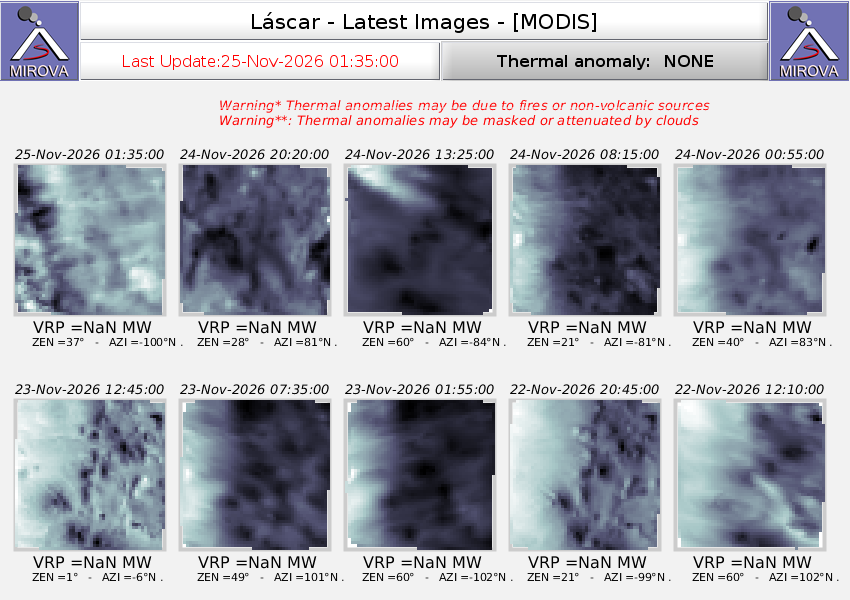 Láscar - Latest Images - [MODIS]
MIROVA
Last Update:25-Nov-2026 01:35:00
Thermal anomaly: NONE
MIROVA
Warning* Thermal anomalies may be due to fires or non-volcanic sources
Warning**: Thermal anomalies may be masked or attenuated by clouds
25-Nov-2026 01:35:00
24-Nov-2026 20:20:00
24-Nov-2026 13:25:00
24-Nov-2026 08:15:00
24-Nov-2026 00:55:00
VRP =NaN MW
VRP =NaN MW
VRP =NaN MW
VRP =NaN MW
VRP =NaN MW
ZEN =37° - AZI =-100°N .
ZEN =28° - AZI =81°N .
ZEN =60° - AZI =-84°N .
ZEN =21° - AZI =-81°N .
ZEN =40° - AZI =83°N .
23-Nov-2026 12:45:00
23-Nov-2026 07:35:00
23-Nov-2026 01:55:00
22-Nov-2026 20:45:00
22-Nov-2026 12:10:00
VRP =NaN MW
VRP =NaN MW
VRP =NaN MW
VRP =NaN MW
VRP =NaN MW
ZEN =1° - AZI =-6°N .
ZEN =49° - AZI =101°N .
ZEN =60° - AZI =-102°N .
ZEN =21° - AZI =-99°N .
ZEN =60° - AZI =102°N .